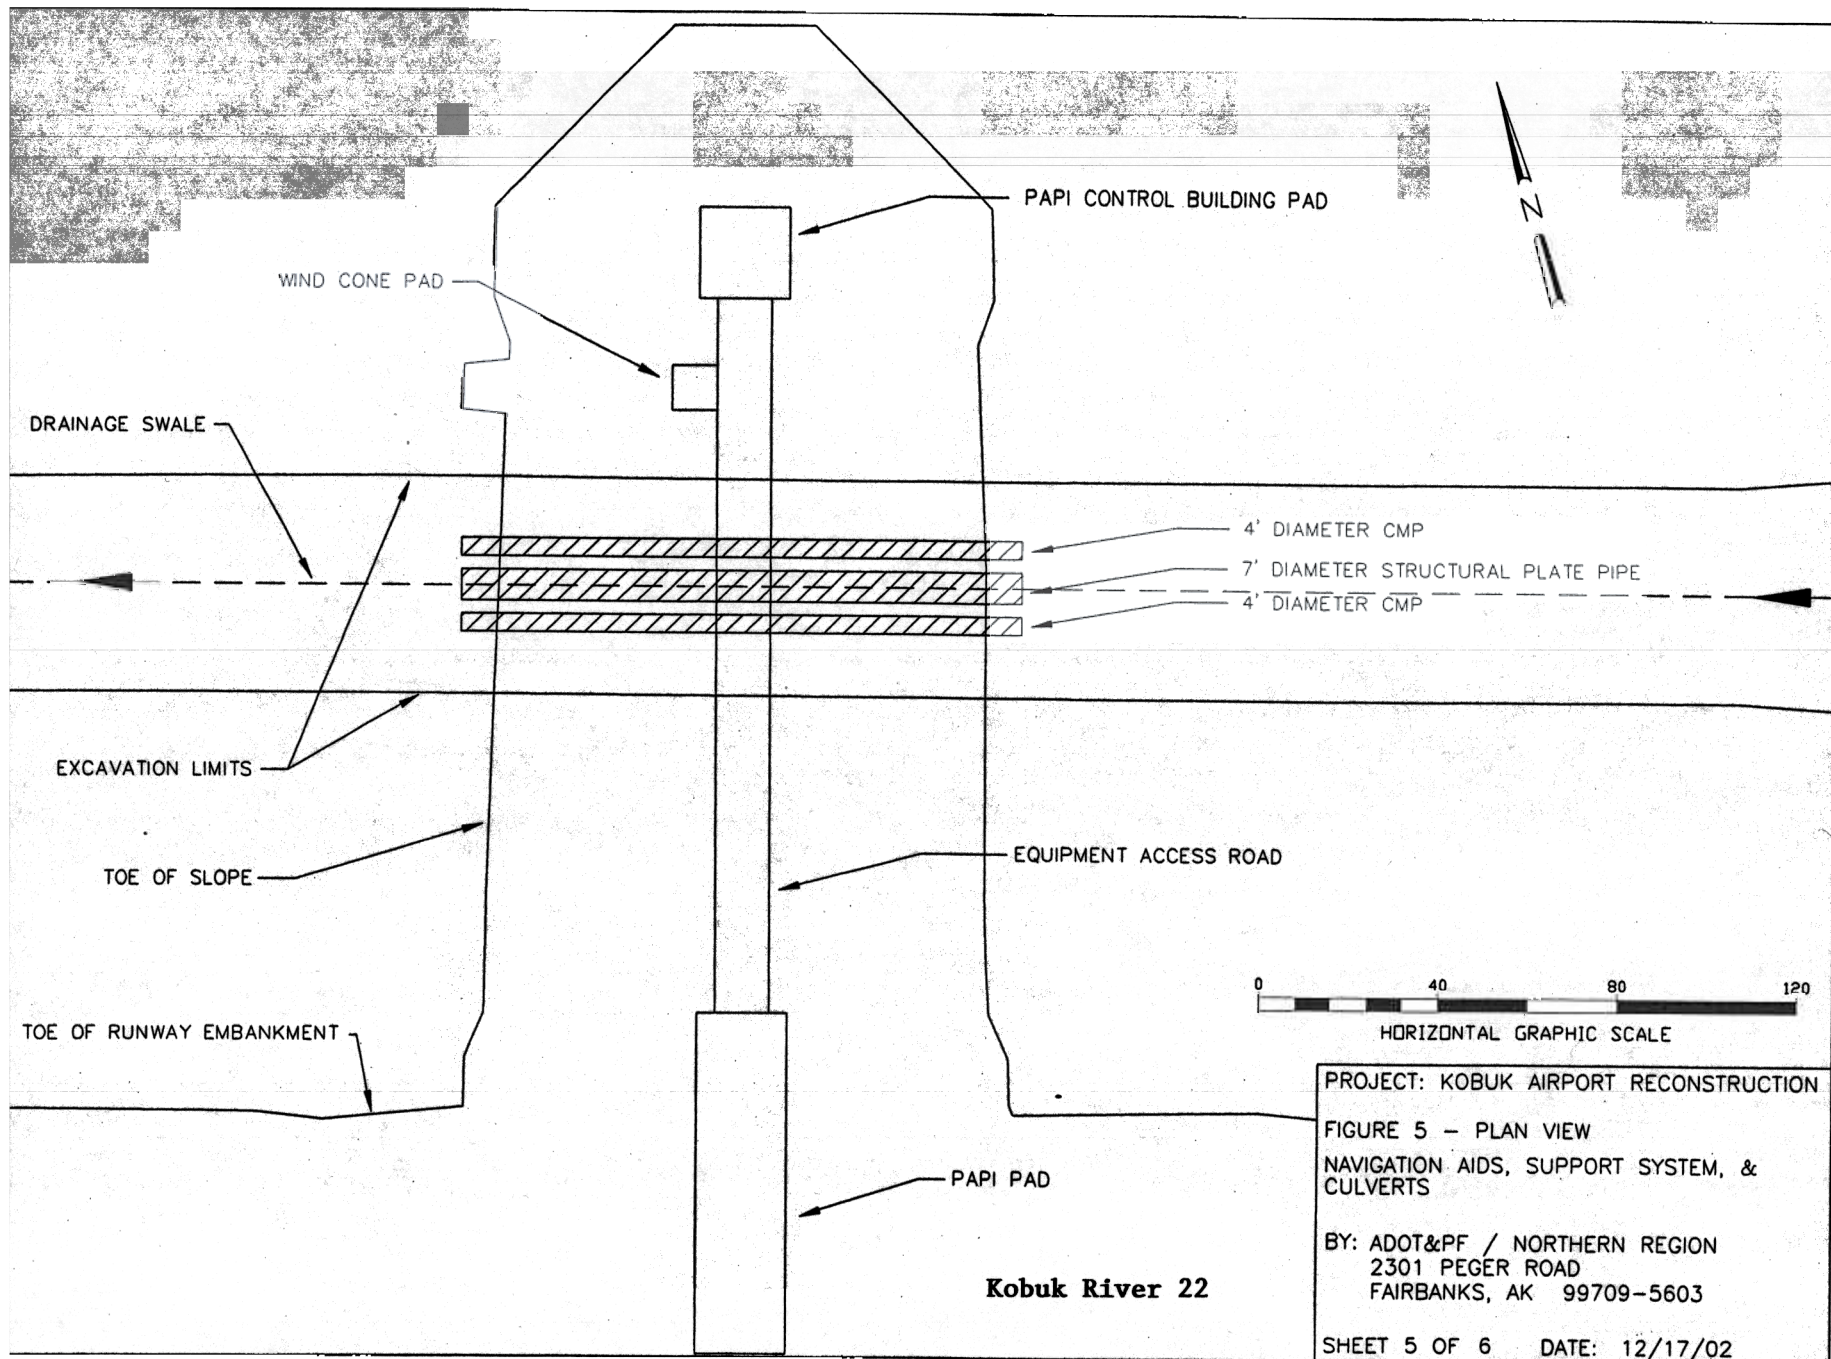 PAPI CONTROL BUILDING PAD
N
WIND CONE PAD
DRAINAGE SWALE
4' DIAMETER CMP
7' DIAMETER STRUCTURAL PLATE PIPE
4' DIAMETER CMP
EXCAVATION LIMITS
TOE OF SLOPE
EQUIPMENT ACCESS ROAD
0 40 80 120
HORIZONTAL GRAPHIC SCALE
TOE OF RUNWAY EMBANKMENT
PAPI PAD
Kobuk River 22
PROJECT: KOBUK AIRPORT RECONSTRUCTION
FIGURE 5 - PLAN VIEW
NAVIGATION AIDS, SUPPORT SYSTEM, &
CULVERTS
BY: ADOT&PF / NORTHERN REGION
2301 PEGER ROAD
FAIRBANKS, AK 99709-5603
SHEET 5 OF 6 DATE: 12/17/02